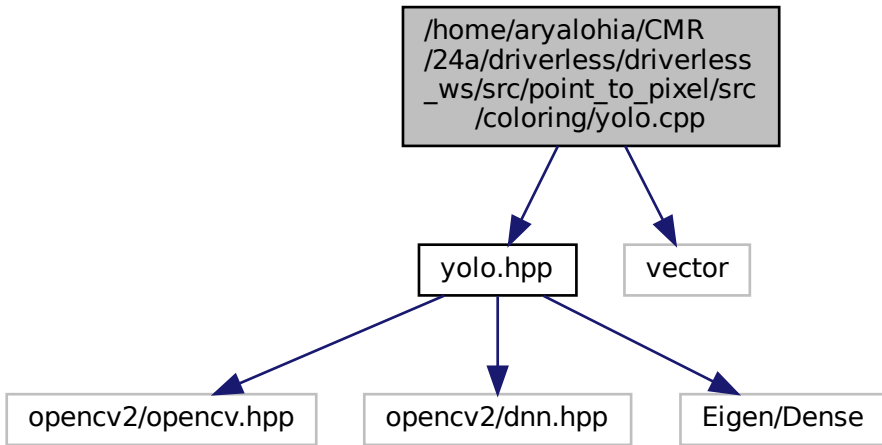 /home/aryalohia/CMR
/24a/driverless/driverless
_ws/src/point_to_pixel/src
/coloring/yolo.cpp
yolo.hpp
vector
opencv2/opencv.hpp
opencv2/dnn.hpp
Eigen/Dense